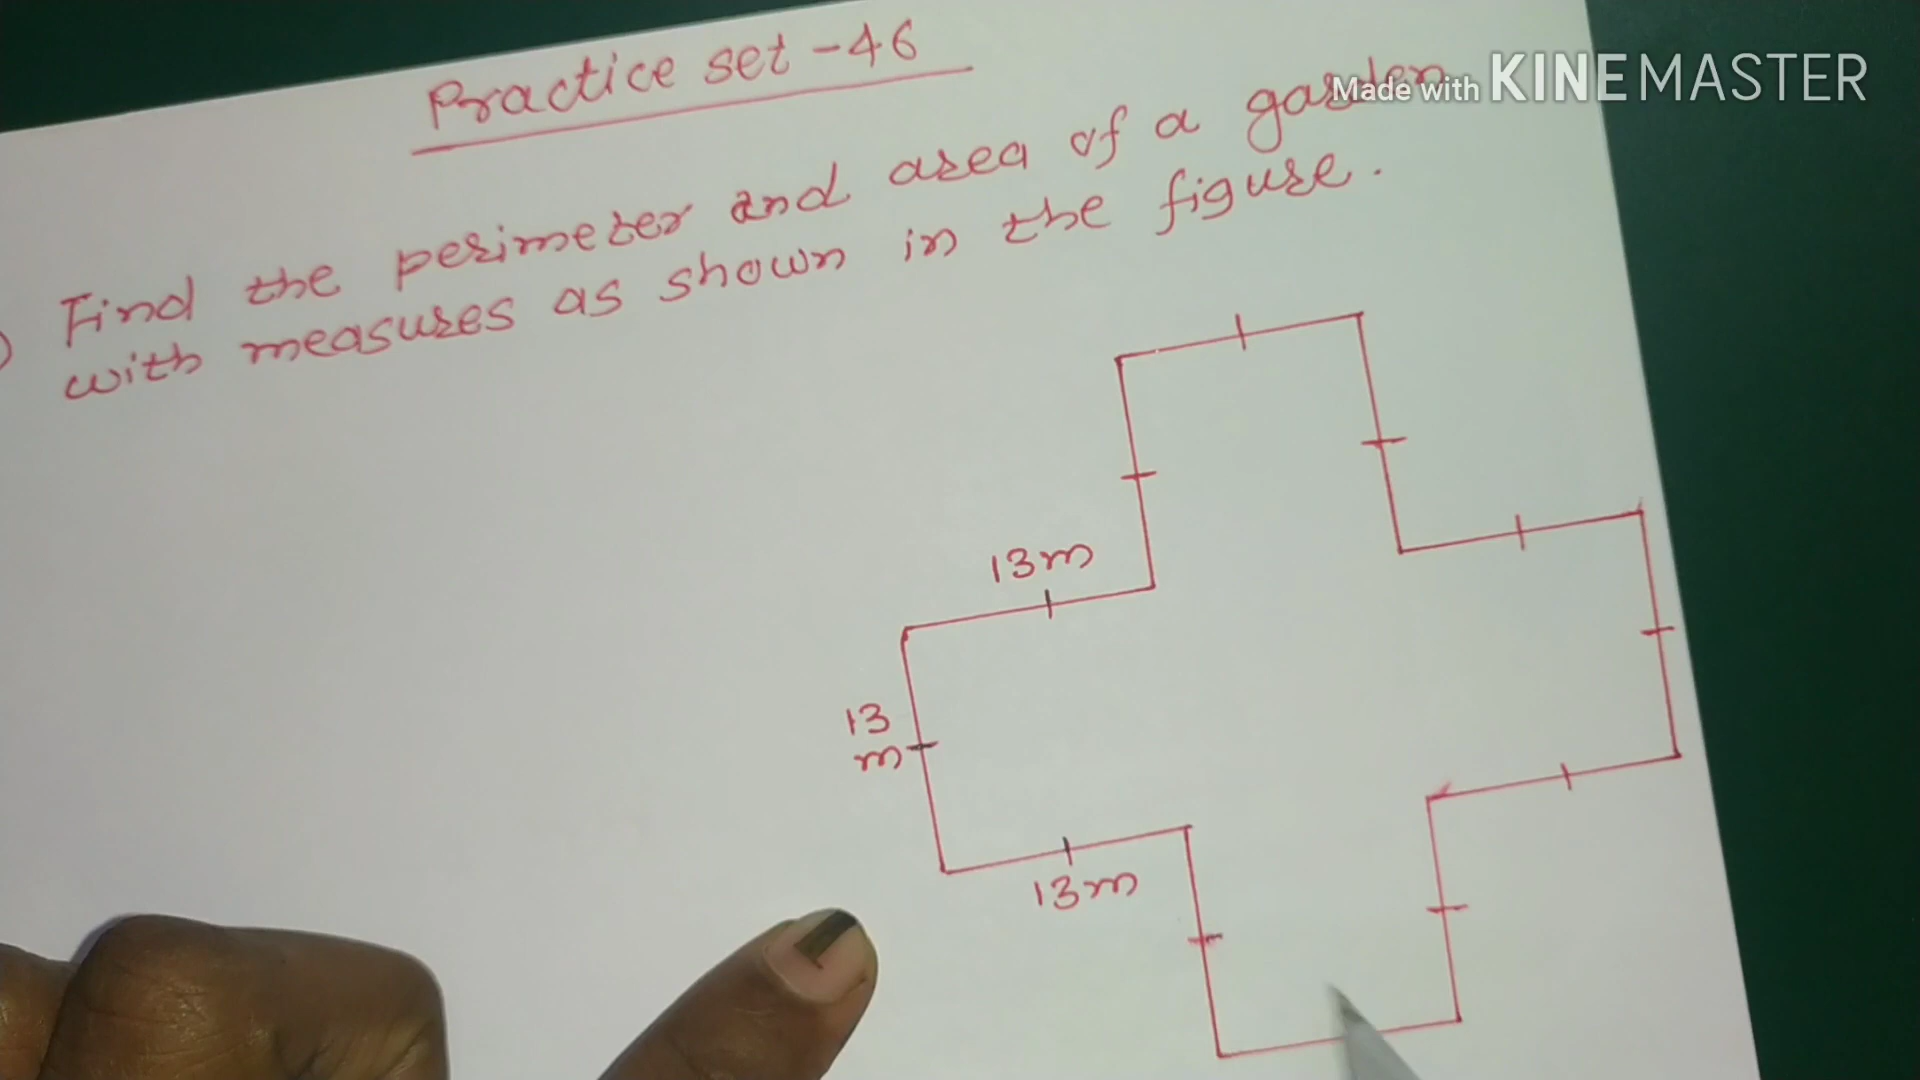 Practice set - 46
Made with KINEMASTER
Find the perimeter and area of a garden
with measures as shown in the figure.
13m
13
m
13m